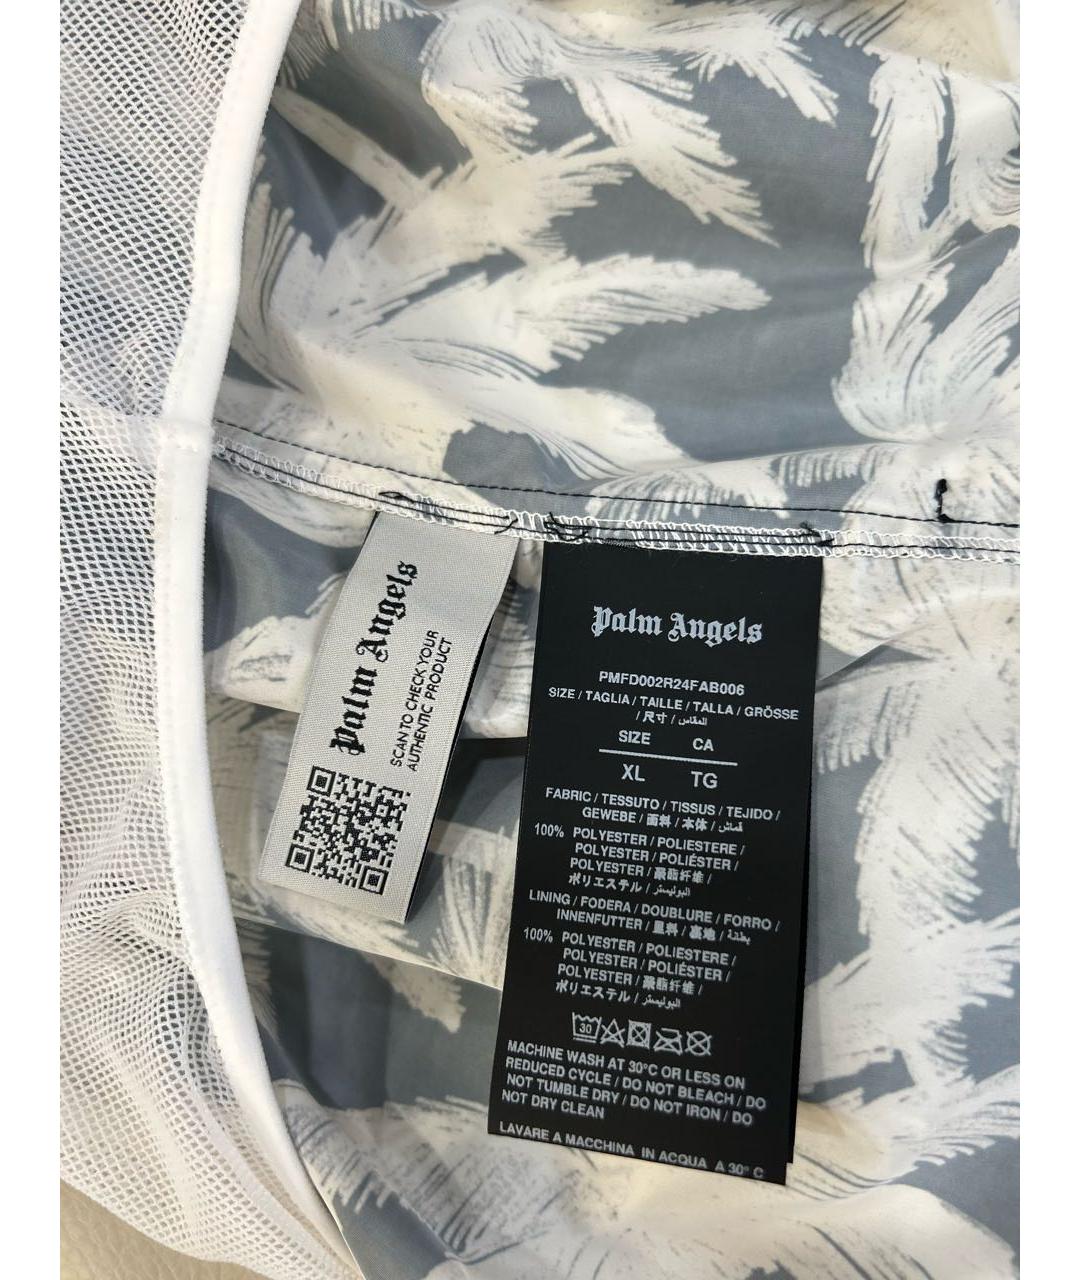 Palm Angels
SCAN TO CHECK YOUR
AUTHENTIC PRODUCT
Palm Angels
PMFD002R24FAB006
SIZE / TAGLIA / TAILLE / TALLA / GRÖSSE
/ 尺寸 / المقاس
SIZE CA
XL TG
FABRIC / TESSUTO / TISSUS / TEJIDO /
GEWEBE / 面料 / 本体 / قماش
100% POLYESTER / POLIESTERE /
POLYESTER / POLIÉSTER /
POLYESTER / 聚酯纤维 /
ポリエステル / البوليستر
LINING / FODERA / DOUBLURE / FORRO /
INNENFUTTER / 里料 / 裏地 / بطانة
100% POLYESTER / POLIESTERE /
POLYESTER / POLIÉSTER /
POLYESTER / 聚酯纤维 /
ポリエステル / البوليستر
30
MACHINE WASH AT 30°C OR LESS ON
REDUCED CYCLE / DO NOT BLEACH / DO
NOT TUMBLE DRY / DO NOT IRON / DO
NOT DRY CLEAN
LAVARE A MACCHINA IN ACQUA A 30° C